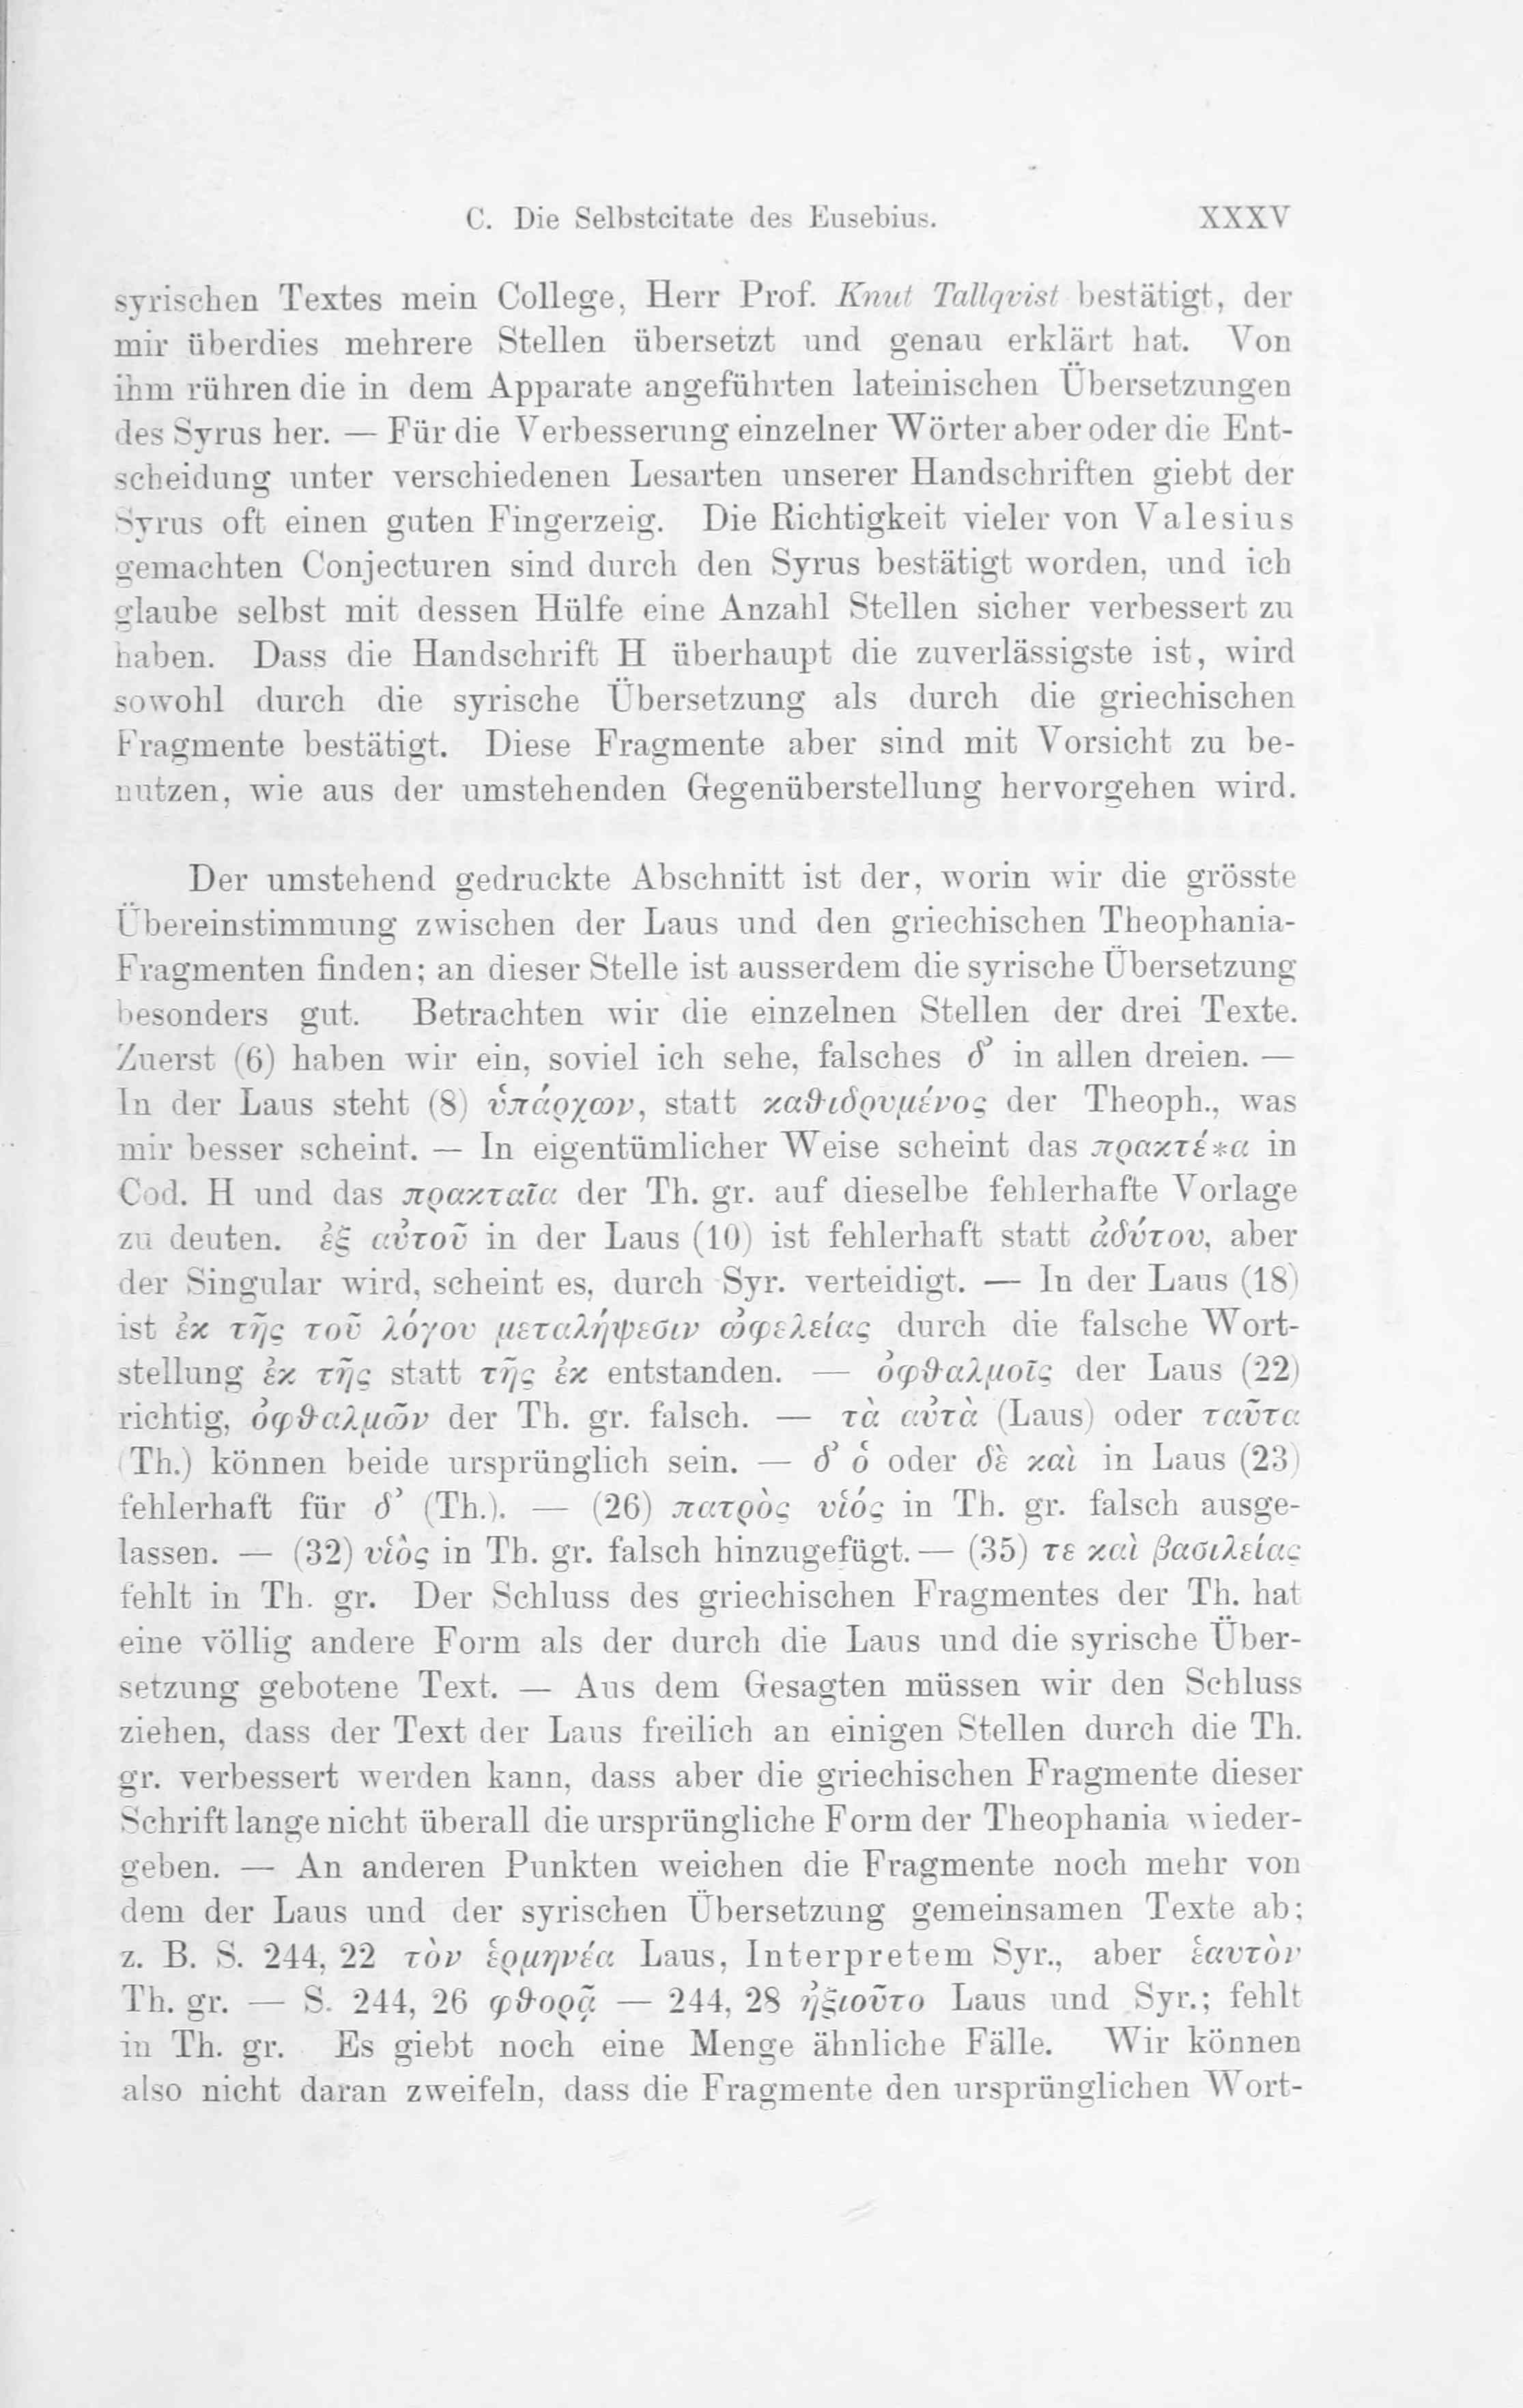 C. Die Selbstcitate des Eusebius. XXXV
syrischen Textes mein College, Herr Prof. Knut Tallqvist bestätigt, der
mir überdies mehrere Stellen übersetzt und genau erklärt hat. Von
ihm rühren die in dem Apparate angeführten lateinischen Übersetzungen
des Syrus her. — Für die Verbesserung einzelner Wörter aber oder die Ent-
scheidung unter verschiedenen Lesarten unserer Handschriften giebt der
Syrus oft einen guten Fingerzeig. Die Richtigkeit vieler von Valesius
gemachten Conjecturen sind durch den Syrus bestätigt worden, und ich
glaube selbst mit dessen Hülfe eine Anzahl Stellen sicher verbessert zu
haben. Dass die Handschrift H überhaupt die zuverlässigste ist, wird
sowohl durch die syrische Übersetzung als durch die griechischen
Fragmente bestätigt. Diese Fragmente aber sind mit Vorsicht zu be-
nutzen, wie aus der umstehenden Gegenüberstellung hervorgehen wird.
Der umstehend gedruckte Abschnitt ist der, worin wir die grösste
Übereinstimmung zwischen der Laus und den griechischen Theophania-
Fragmenten finden; an dieser Stelle ist ausserdem die syrische Übersetzung
besonders gut. Betrachten wir die einzelnen Stellen der drei Texte.
Zuerst (6) haben wir ein, soviel ich sehe, falsches δ’ in allen dreien. —
In der Laus steht (8) ὑπάρχων, statt καθιδρυμένος der Theoph., was
mir besser scheint. — In eigentümlicher Weise scheint das πρακτέ*α in
Cod. H und das πρακταῖα der Th. gr. auf dieselbe fehlerhafte Vorlage
zu deuten. ἐξ αὐτοῦ in der Laus (10) ist fehlerhaft statt ἀδύτου, aber
der Singular wird, scheint es, durch Syr. verteidigt. — In der Laus (18)
ist ἐκ τῆς τοῦ λόγου μεταλήψεσιν ὠφελείας durch die falsche Wort-
stellung ἐκ τῆς statt τῆς ἐκ entstanden. — ὀφθαλμοῖς der Laus (22)
richtig, ὀφθαλμῶν der Th. gr. falsch. — τὰ αὐτὰ (Laus) oder ταῦτα
(Th.) können beide ursprünglich sein. — δ’ ὁ oder δὲ καὶ in Laus (23)
fehlerhaft für δ’ (Th.). — (26) πατρὸς υἱός in Th. gr. falsch ausge-
lassen. — (32) υἱὸς in Th. gr. falsch hinzugefügt. — (35) τε καὶ βασιλείας
fehlt in Th. gr. Der Schluss des griechischen Fragmentes der Th. hat
eine völlig andere Form als der durch die Laus und die syrische Über-
setzung gebotene Text. — Aus dem Gesagten müssen wir den Schluss
ziehen, dass der Text der Laus freilich an einigen Stellen durch die Th.
gr. verbessert werden kann, dass aber die griechischen Fragmente dieser
Schrift lange nicht überall die ursprüngliche Form der Theophania wieder-
geben. — An anderen Punkten weichen die Fragmente noch mehr von
dem der Laus und der syrischen Übersetzung gemeinsamen Texte ab;
z. B. S. 244, 22 τὸν ἑρμηνέα Laus, Interpretem Syr., aber ἑαυτὸν
Th. gr. — S. 244, 26 φθορᾷ — 244, 28 ἠξιοῦτο Laus und Syr.; fehlt
in Th. gr. Es giebt noch eine Menge ähnliche Fälle. Wir können
also nicht daran zweifeln, dass die Fragmente den ursprünglichen Wort-